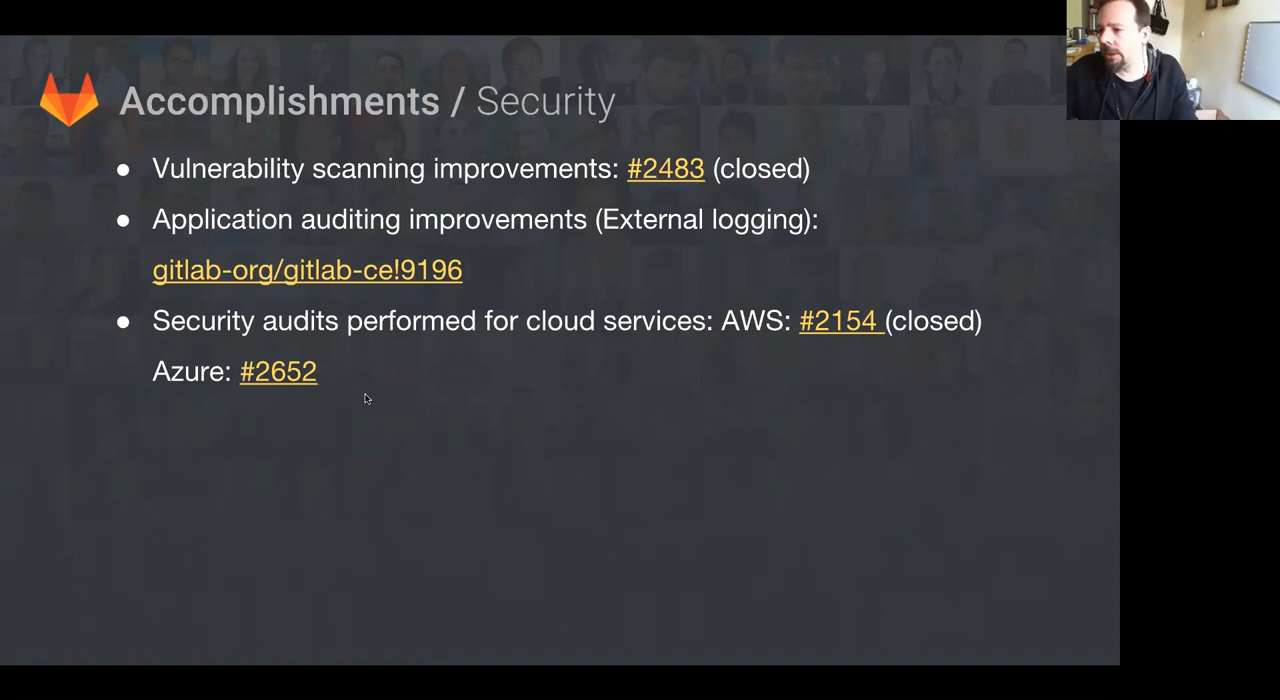 Accomplishments / Security
● Vulnerability scanning improvements: #2483 (closed)
● Application auditing improvements (External logging):
gitlab-org/gitlab-ce!9196
● Security audits performed for cloud services: AWS: #2154 (closed)
Azure: #2652